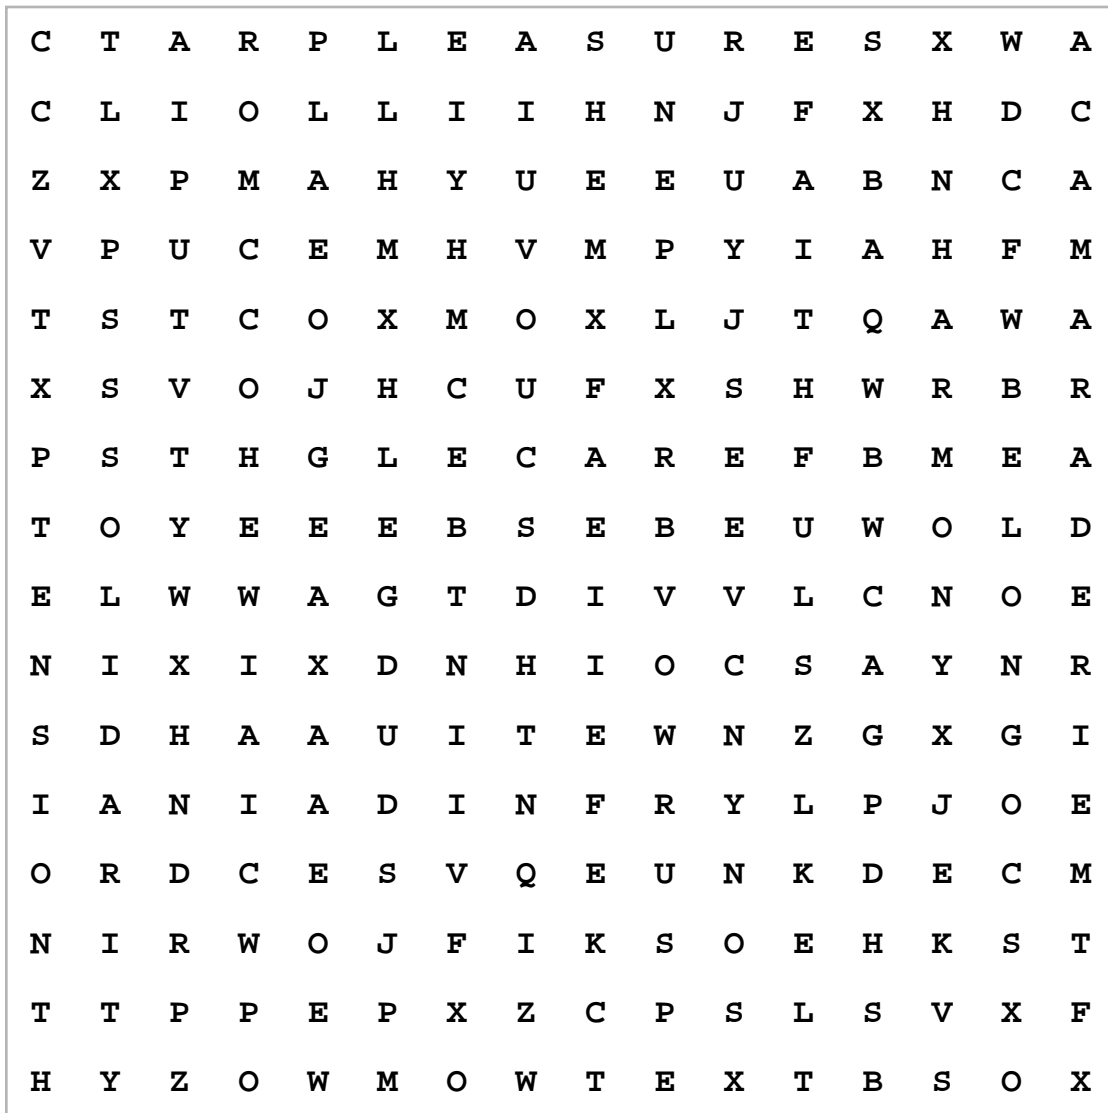 C T A R P L E A S U R E S X W A
C L I O L L I I H N J F X H D C
Z X P M A H Y U E E U A B N C A
V P U C E M H V M P Y I A H F M
T S T C O X M O X L J T Q A W A
X S V O J H C U F X S H W R B R
P S T H G L E C A R E F B M E A
T O Y E E E B S E B E U W O L D
E L W W A G T D I V V L C N O E
N I X I X D N H I O C S A Y N R
S D H A A U I T E W N Z G X G I
I A N I A D I N F R Y L P J O E
O R D C E S V Q E U N K D E C M
N I R W O J F I K S O E H K S T
T T P P E P X Z C P S L S V X F
H Y Z O W M O W T E X T B S O X